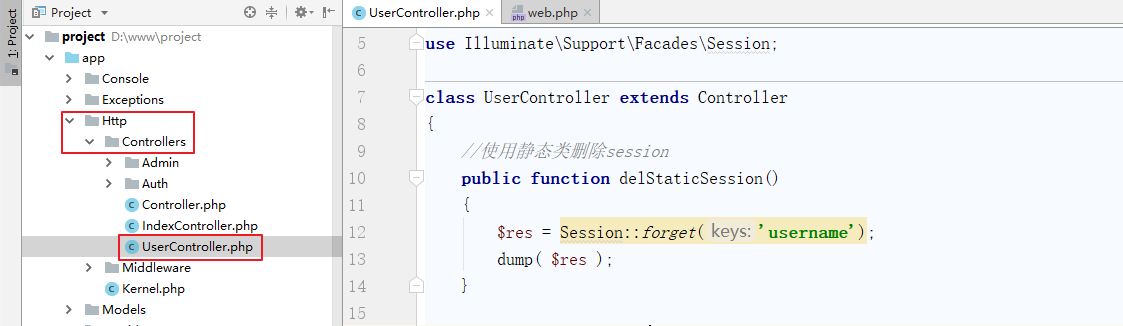 1: Project
Project
project D:\www\project
app
Console
Exceptions
Http
Controllers
Admin
Auth
Controller.php
IndexController.php
UserController.php
Middleware
Kernel.php
Models
UserController.php
php web.php
5 use Illuminate\Support\Facades\Session;
6
7 class UserController extends Controller
8 {
9 //使用静态类删除session
10 public function delStaticSession()
11 {
12 $res = Session::forget( keys: 'username');
13 dump( $res );
14 }
15